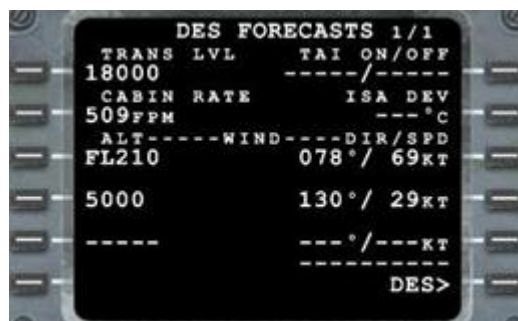 DES FORECASTS 1/1
TRANS LVL TAI ON/OFF
18000 -----/-----
CABIN RATE ISA DEV
509FPM ---°C
ALT-----WIND----DIR/SPD
FL210 078°/ 69KT
5000 130°/ 29KT
----- ---°/---KT
----------
DES>